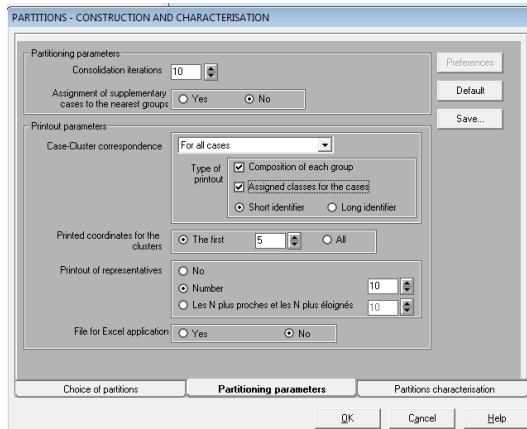 PARTITIONS - CONSTRUCTION AND CHARACTERISATION
Partitioning parameters
Consolidation iterations 10
Assignment of supplementary
cases to the nearest groups Yes No
Preferences
Default
Save...
Printout parameters
Case-Cluster correspondence For all cases
Type of
printout
Composition of each group
Assigned classes for the cases
Short identifier Long identifier
Printed coordinates for the
clusters
The first 5 All
Printout of representatives No
Number 10
Les N plus proches et les N plus éloignés 10
File for Excel application Yes No
Choice of partitions Partitioning parameters Partitions characterisation
OK Cancel Help